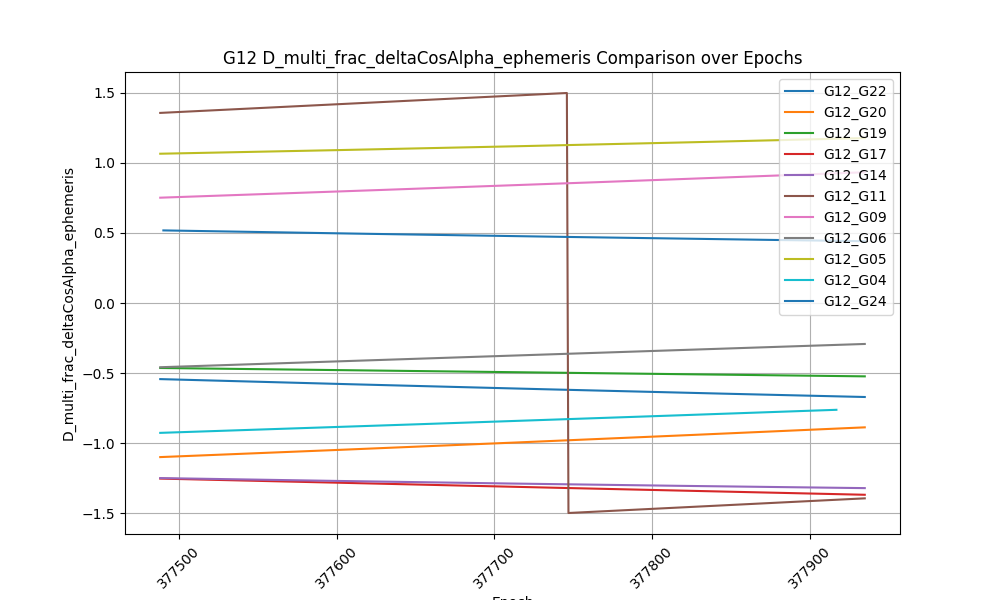 G12 D_multi_frac_deltaCosAlpha_ephemeris Comparison over Epochs
D_multi_frac_deltaCosAlpha_ephemeris
1.5
1.0
0.5
0.0
−0.5
−1.0
−1.5
377500
377600
377700
377800
377900
Epoch
G12_G22
G12_G20
G12_G19
G12_G17
G12_G14
G12_G11
G12_G09
G12_G06
G12_G05
G12_G04
G12_G24